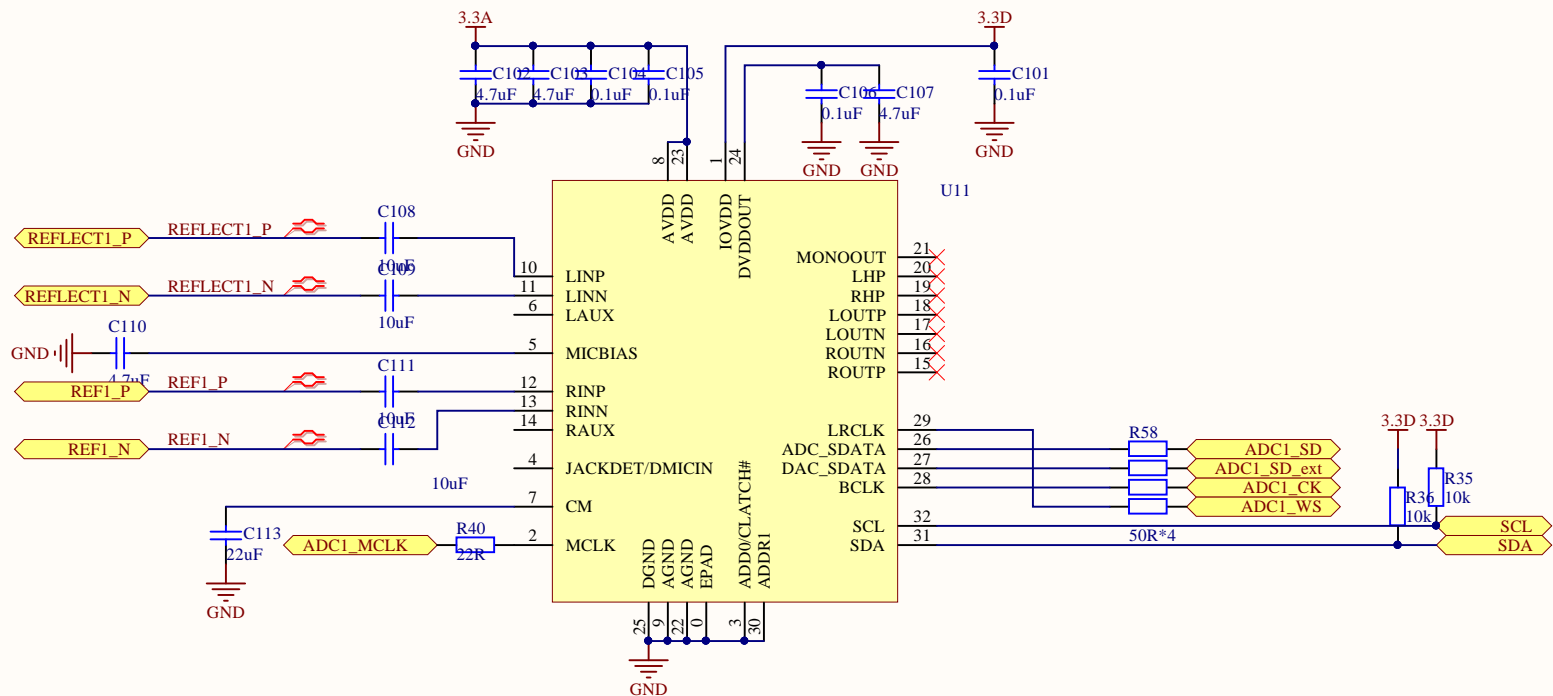 3.3A
3.3D
C102
C103
C104
C105
4.7uF
4.7uF
0.1uF
0.1uF
C106
C107
0.1uF
4.7uF
C101
0.1uF
GND
GND
GND
GND
8
23
1
24
U11
AVDD
AVDD
IOVDD
DVDDOUT
REFLECT1_P
REFLECT1_P
C108
10uF
10
LINP
REFLECT1_N
REFLECT1_N
C109
10uF
11
LINN
6
LAUX
GND
C110
4.7uF
5
MICBIAS
REF1_P
REF1_P
C111
10uF
12
RINP
13
RINN
14
RAUX
REF1_N
REF1_N
C112
10uF
4
JACKDET/DMICIN
7
CM
C113
22uF
GND
ADC1_MCLK
R40
22R
2
MCLK
MONOOUT
21
LHP
20
RHP
19
LOUTP
18
LOUTN
17
ROUTN
16
ROUTP
15
LRCLK
29
ADC_SDATA
26
DAC_SDATA
27
BCLK
28
SCL
32
SDA
31
R58
50R*4
ADC1_SD
ADC1_SD_ext
ADC1_CK
ADC1_WS
3.3D
3.3D
R35
10k
R36
10k
SCL
SDA
DGND
AGND
AGND
EPAD
ADD0/CLATCH#
ADDR1
25
9
22
0
3
30
GND